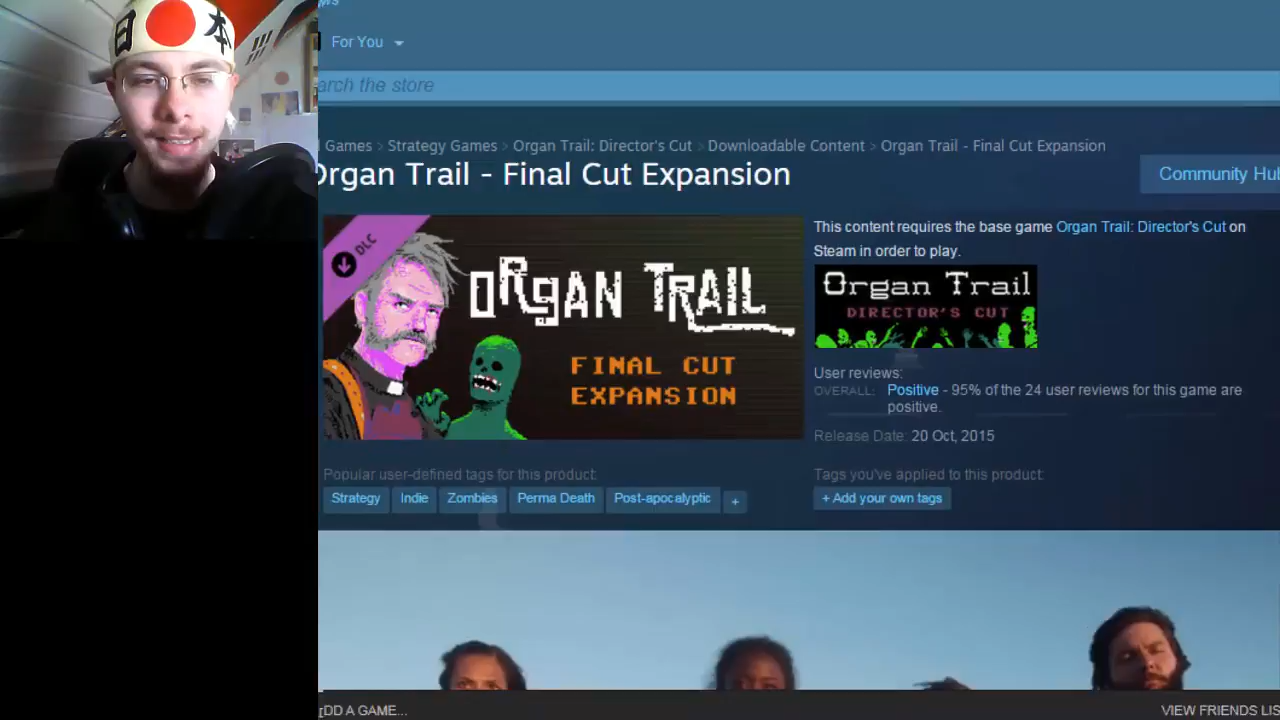 日本
For You
arch the store
Games > Strategy Games > Organ Trail: Director's Cut > Downloadable Content > Organ Trail - Final Cut Expansion
Organ Trail - Final Cut Expansion
Community Hub
DLC
ORgAN TRAIL
FINAL CUT
EXPANSION
This content requires the base game Organ Trail: Director's Cut on
Steam in order to play.
Organ Trail
DIRECTOR'S CUT
User reviews:
OVERALL: Positive - 95% of the 24 user reviews for this game are
positive.
Release Date: 20 Oct, 2015
Popular user-defined tags for this product:
Strategy Indie Zombies Perma Death Post-apocalyptic +
Tags you've applied to this product:
+ Add your own tags
DD A GAME...
VIEW FRIENDS LIS